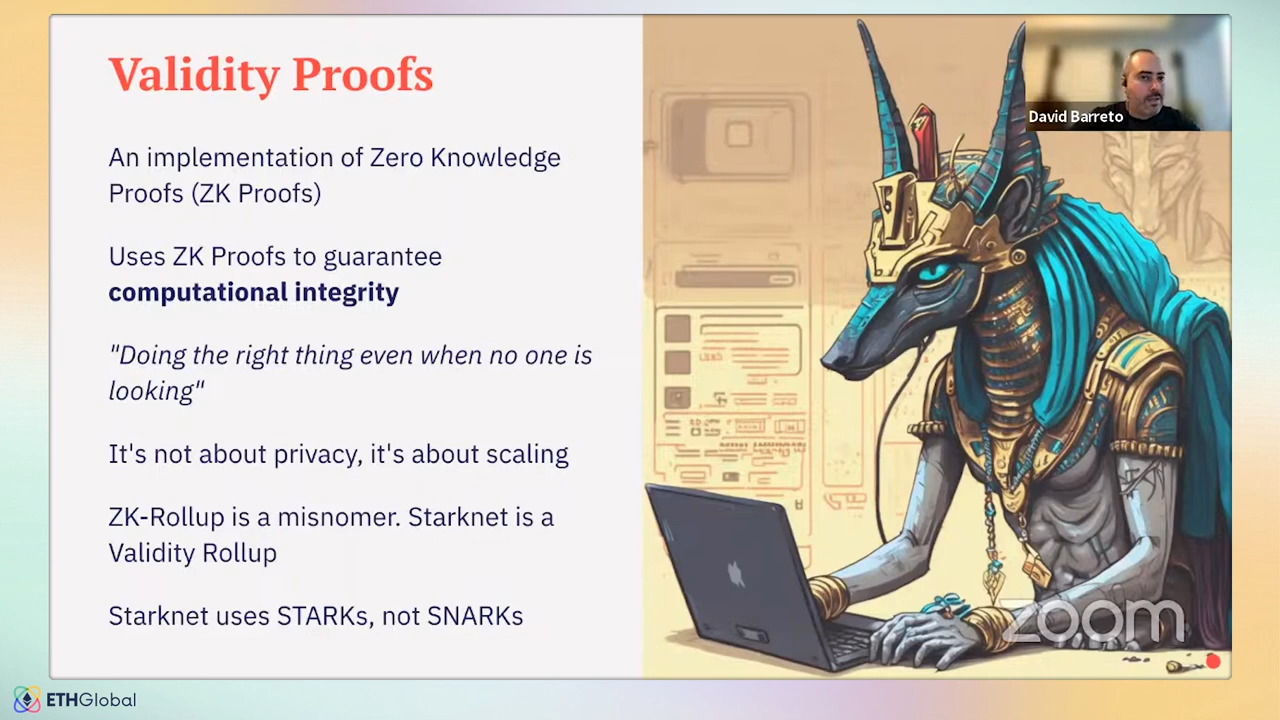 Validity Proofs
An implementation of Zero Knowledge
Proofs (ZK Proofs)
Uses ZK Proofs to guarantee
computational integrity
"Doing the right thing even when no one is
looking"
It's not about privacy, it's about scaling
ZK-Rollup is a misnomer. Starknet is a
Validity Rollup
Starknet uses STARKs, not SNARKs
David Barreto
zoom
ETHGlobal